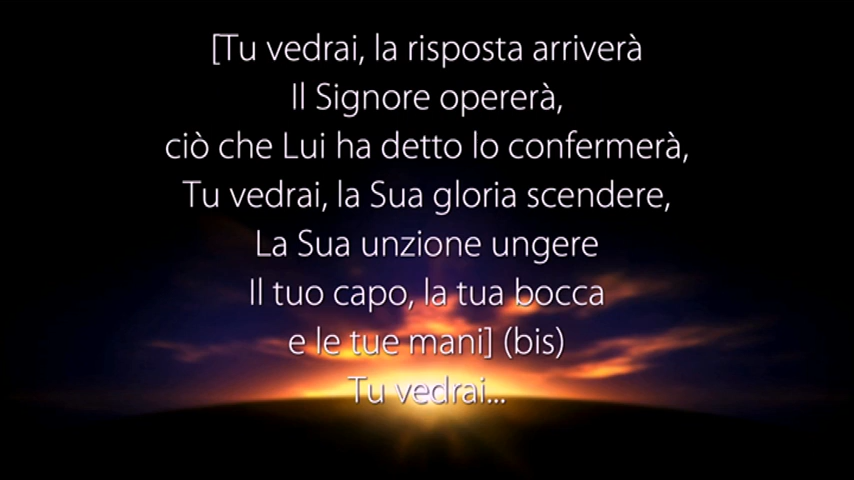 [Tu vedrai, la risposta arriverà
Il Signore opererà,
ciò che Lui ha detto lo confermerà,
Tu vedrai, la Sua gloria scendere,
La Sua unzione ungere
Il tuo capo, la tua bocca
e le tue mani] (bis)
Tu vedrai...